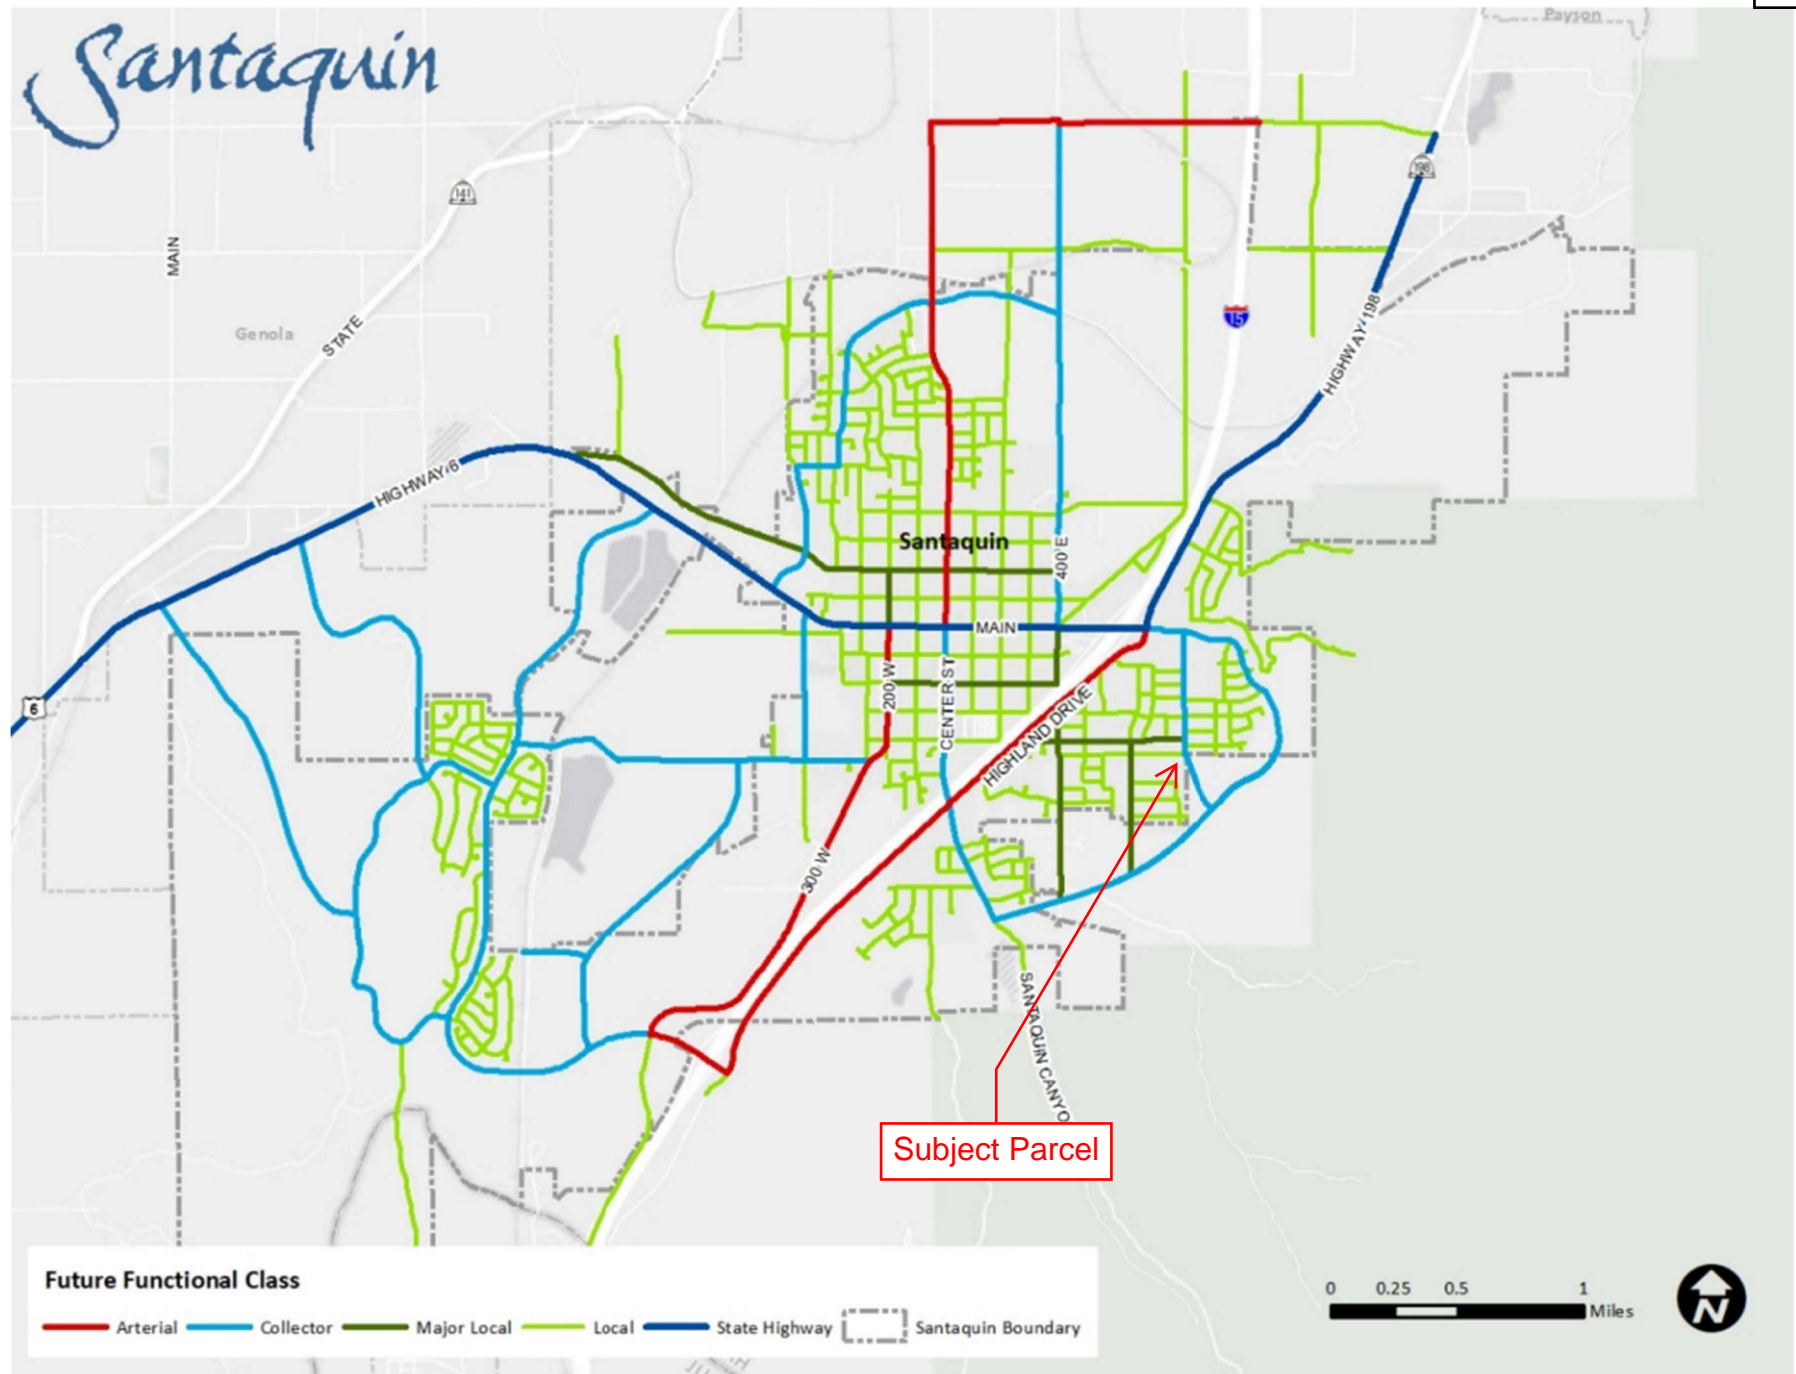 Santaquin
Payson
198
141
MAIN
Genola
STATE
15
HIGHWAY 198
HIGHWAY 6
Santaquin
400 E
MAIN
6
200 W
CENTER ST
HIGHLAND DRIVE
300 W
SANTAQUIN CANYO
Subject Parcel
Future Functional Class
Arterial Collector Major Local Local State Highway Santaquin Boundary
0 0.25 0.5 1
Miles
N